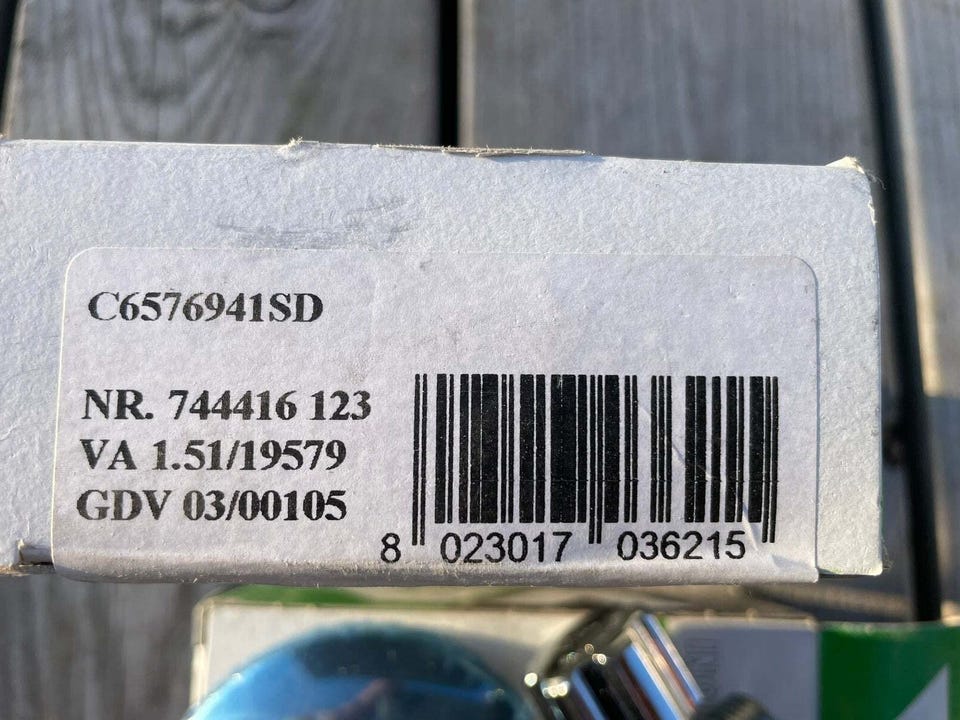 C6576941SD
NR. 744416 123
VA 1.51/19579
GDV 03/00105
8 023017 036215